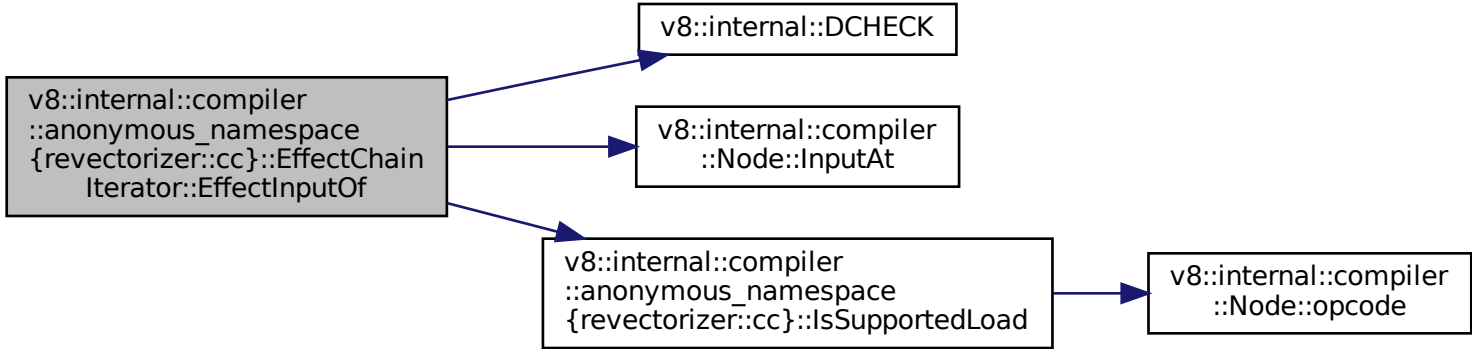 v8::internal::compiler
::anonymous_namespace
{revectorizer::cc}::EffectChain
Iterator::EffectInputOf
v8::internal::DCHECK
v8::internal::compiler
::Node::InputAt
v8::internal::compiler
::anonymous_namespace
{revectorizer::cc}::IsSupportedLoad
v8::internal::compiler
::Node::opcode